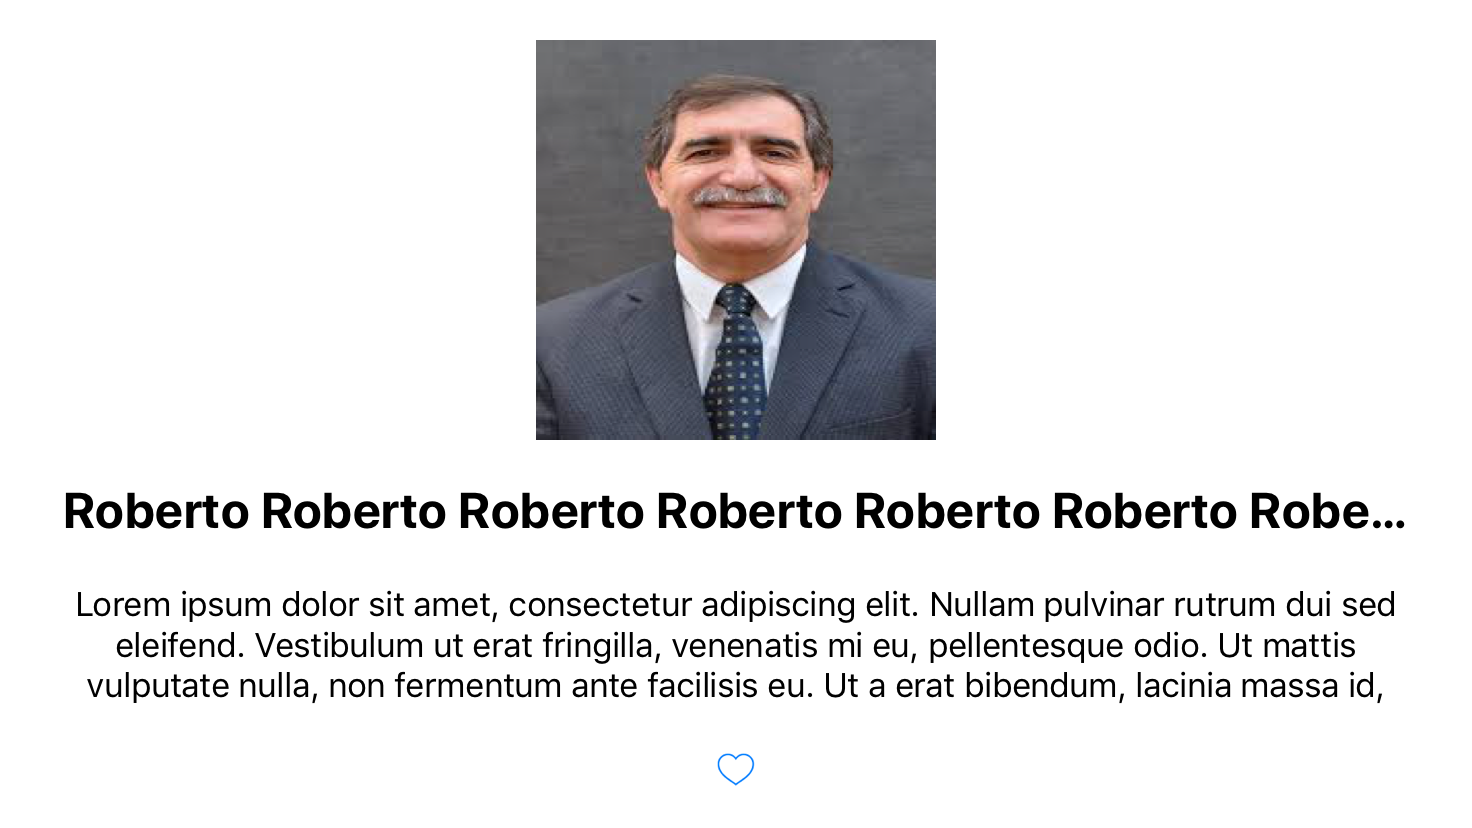 Roberto Roberto Roberto Roberto Roberto Roberto Robe...
Lorem ipsum dolor sit amet, consectetur adipiscing elit. Nullam pulvinar rutrum dui sed
eleifend. Vestibulum ut erat fringilla, venenatis mi eu, pellentesque odio. Ut mattis
vulputate nulla, non fermentum ante facilisis eu. Ut a erat bibendum, lacinia massa id,